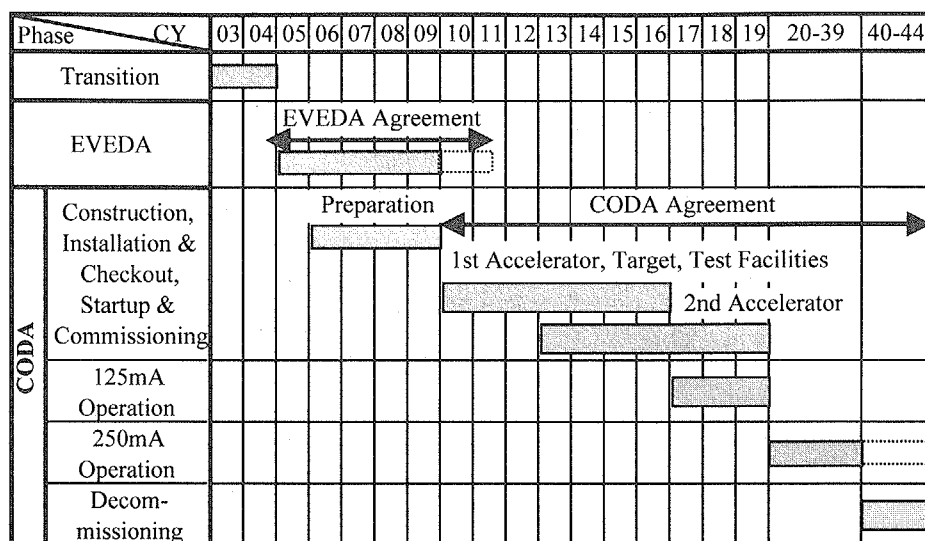 Phase CY 03 04 05 06 07 08 09 10 11 12 13 14 15 16 17 18 19 20-39 40-44
Transition
EVEDA Agreement
EVEDA
CODA
Construction,
Installation &
Checkout,
Startup &
Commissioning
Preparation
CODA Agreement
1st Accelerator, Target, Test Facilities
2nd Accelerator
125mA
Operation
250mA
Operation
Decom-
missioning